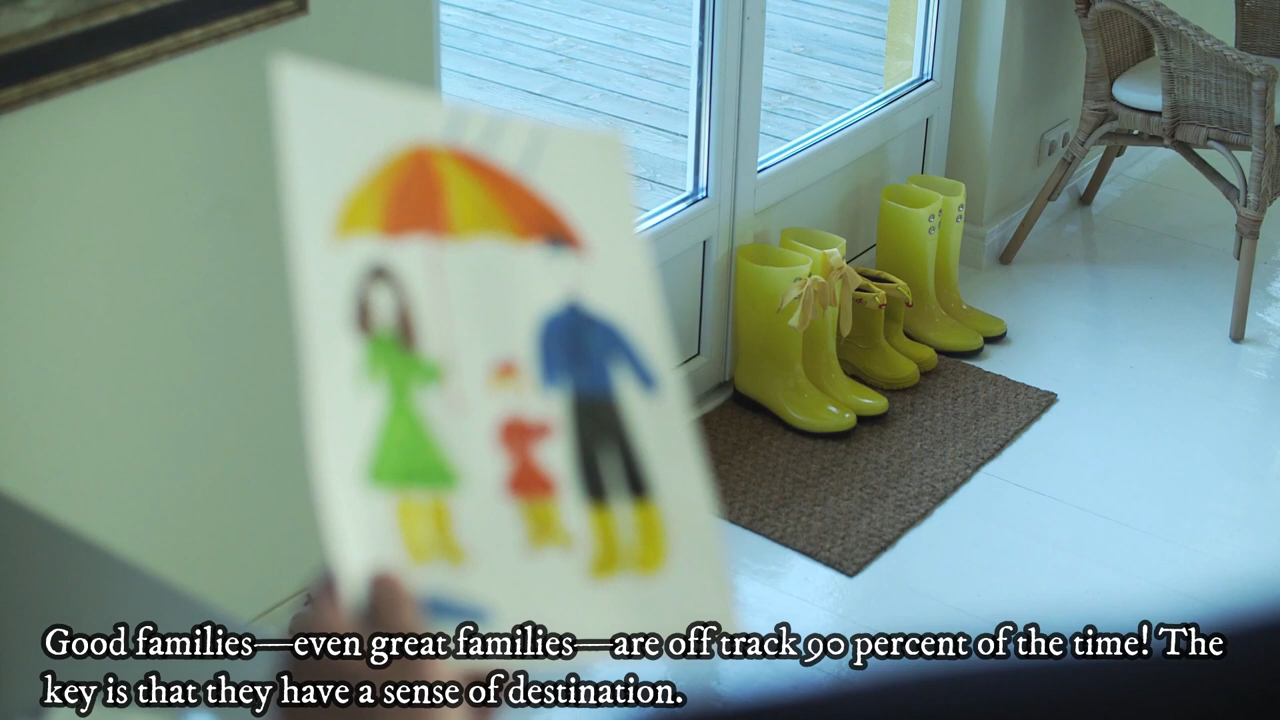 Good families—even great families—are off track 90 percent of the time! The
key is that they have a sense of destination.